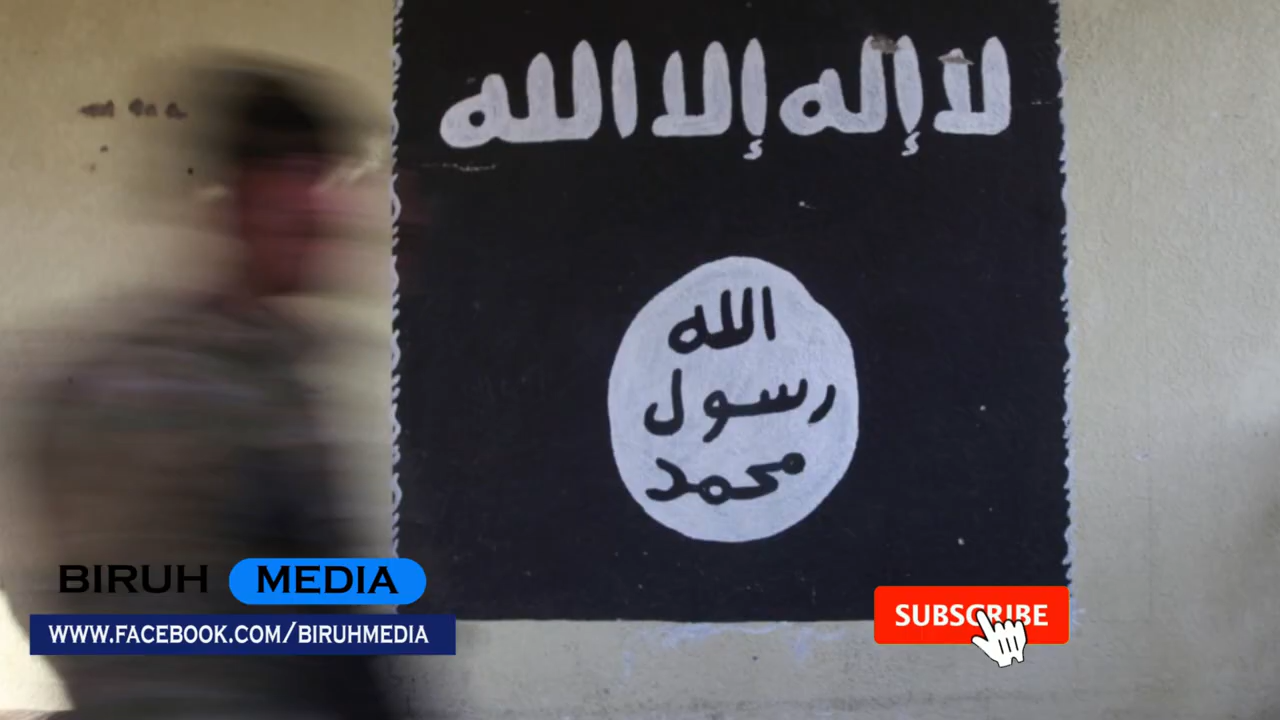 لا إله إلا الله
الله
رسول
محمد
BIRUH MEDIA
WWW.FACEBOOK.COM/BIRUHMEDIA
SUBSCRIBE